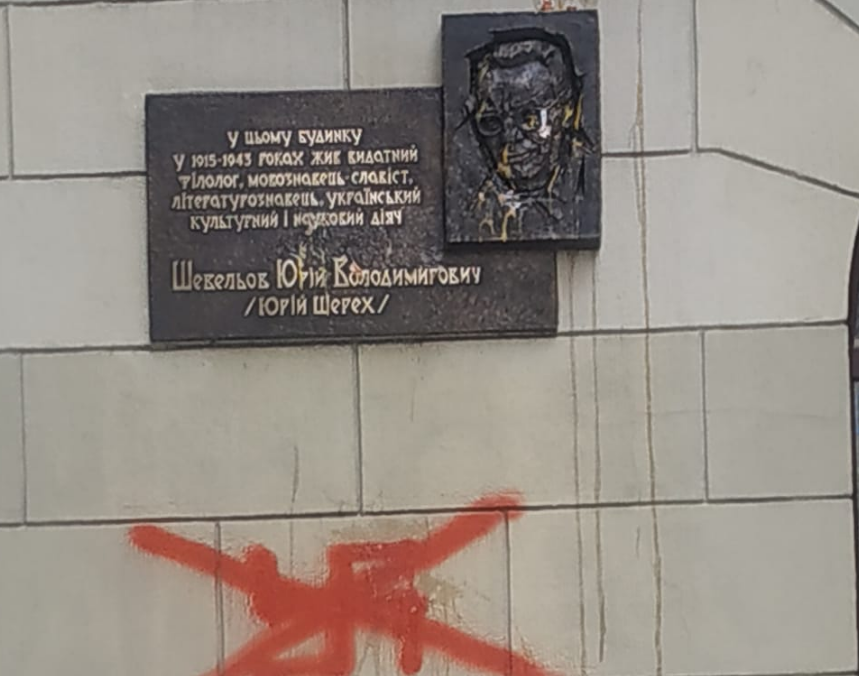 У цьому будинку
у 1915-1943 роках жив видатний
філолог, мовознавець-славіст,
літературознавець, український
культурний і науковий діяч
Шевельов Юрій Володимирович
/Юрій Шерех/